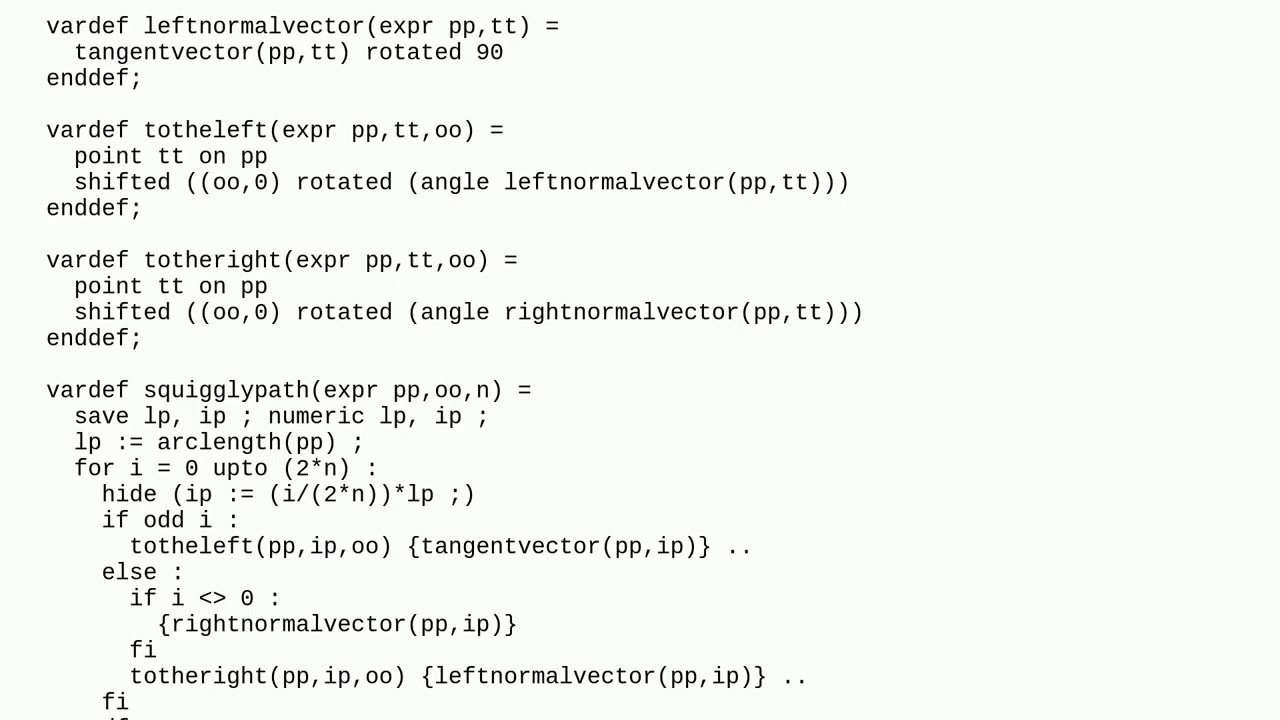 vardef leftnormalvector(expr pp,tt) =
  tangentvector(pp,tt) rotated 90
enddef;

vardef totheleft(expr pp,tt,oo) =
  point tt on pp
  shifted ((oo,0) rotated (angle leftnormalvector(pp,tt)))
enddef;

vardef totheright(expr pp,tt,oo) =
  point tt on pp
  shifted ((oo,0) rotated (angle rightnormalvector(pp,tt)))
enddef;

vardef squigglypath(expr pp,oo,n) =
  save lp, ip ; numeric lp, ip ;
  lp := arclength(pp) ;
  for i = 0 upto (2*n) :
    hide (ip := (i/(2*n))*lp ;)
    if odd i :
      totheleft(pp,ip,oo) {tangentvector(pp,ip)} ..
    else :
      if i <> 0 :
        {rightnormalvector(pp,ip)}
      fi
      totheright(pp,ip,oo) {leftnormalvector(pp,ip)} ..
    fi